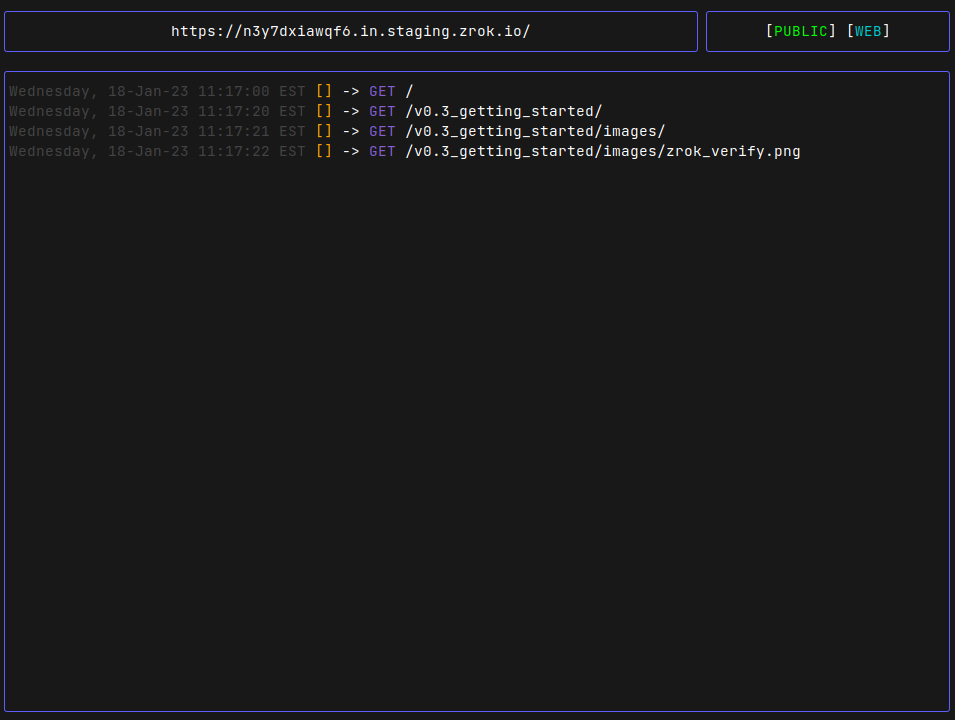 https://n3y7dxiawqf6.in.staging.zrok.io/
[PUBLIC] [WEB]
Wednesday, 18-Jan-23 11:17:00 EST [] -> GET /
Wednesday, 18-Jan-23 11:17:20 EST [] -> GET /v0.3_getting_started/
Wednesday, 18-Jan-23 11:17:21 EST [] -> GET /v0.3_getting_started/images/
Wednesday, 18-Jan-23 11:17:22 EST [] -> GET /v0.3_getting_started/images/zrok_verify.png